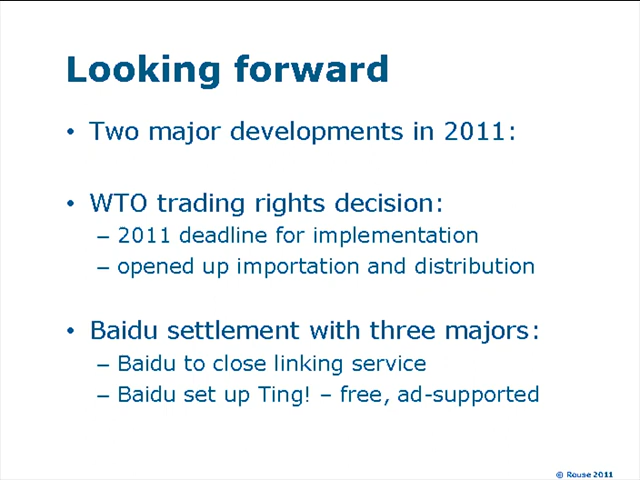 Looking forward
• Two major developments in 2011:
• WTO trading rights decision:
– 2011 deadline for implementation
– opened up importation and distribution
• Baidu settlement with three majors:
– Baidu to close linking service
– Baidu set up Ting! – free, ad-supported
© Rouse 2011